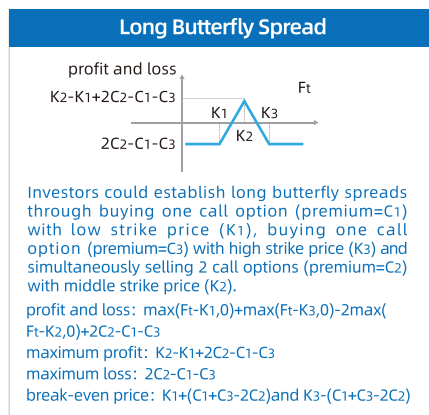 Long Butterfly Spread
profit and loss
Ft
K2-K1+2C2-C1-C3
K1
K3
K2
2C2-C1-C3
Investors could establish long butterfly spreads
through buying one call option (premium=C1)
with low strike price (K1), buying one call
option (premium=C3) with high strike price (K3) and
simultaneously selling 2 call options (premium=C2)
with middle strike price (K2).
profit and loss: max(Ft-K1,0)+max(Ft-K3,0)-2max(
Ft-K2,0)+2C2-C1-C3
maximum profit: K2-K1+2C2-C1-C3
maximum loss: 2C2-C1-C3
break-even price: K1+(C1+C3-2C2)and K3-(C1+C3-2C2)